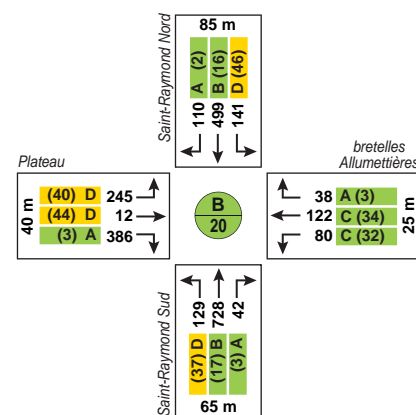 85 m
Saint-Raymond Nord
A (2)
B (16)
D (46)
110
499
141
Plateau
40 m
(40) D 245
(44) D 12
(3) A 386
B
20
bretelles
Allumettières
38 A (3)
122 C (34)
80 C (32)
25 m
Saint-Raymond Sud
129
728
42
(37) D
(17) B
(3) A
65 m